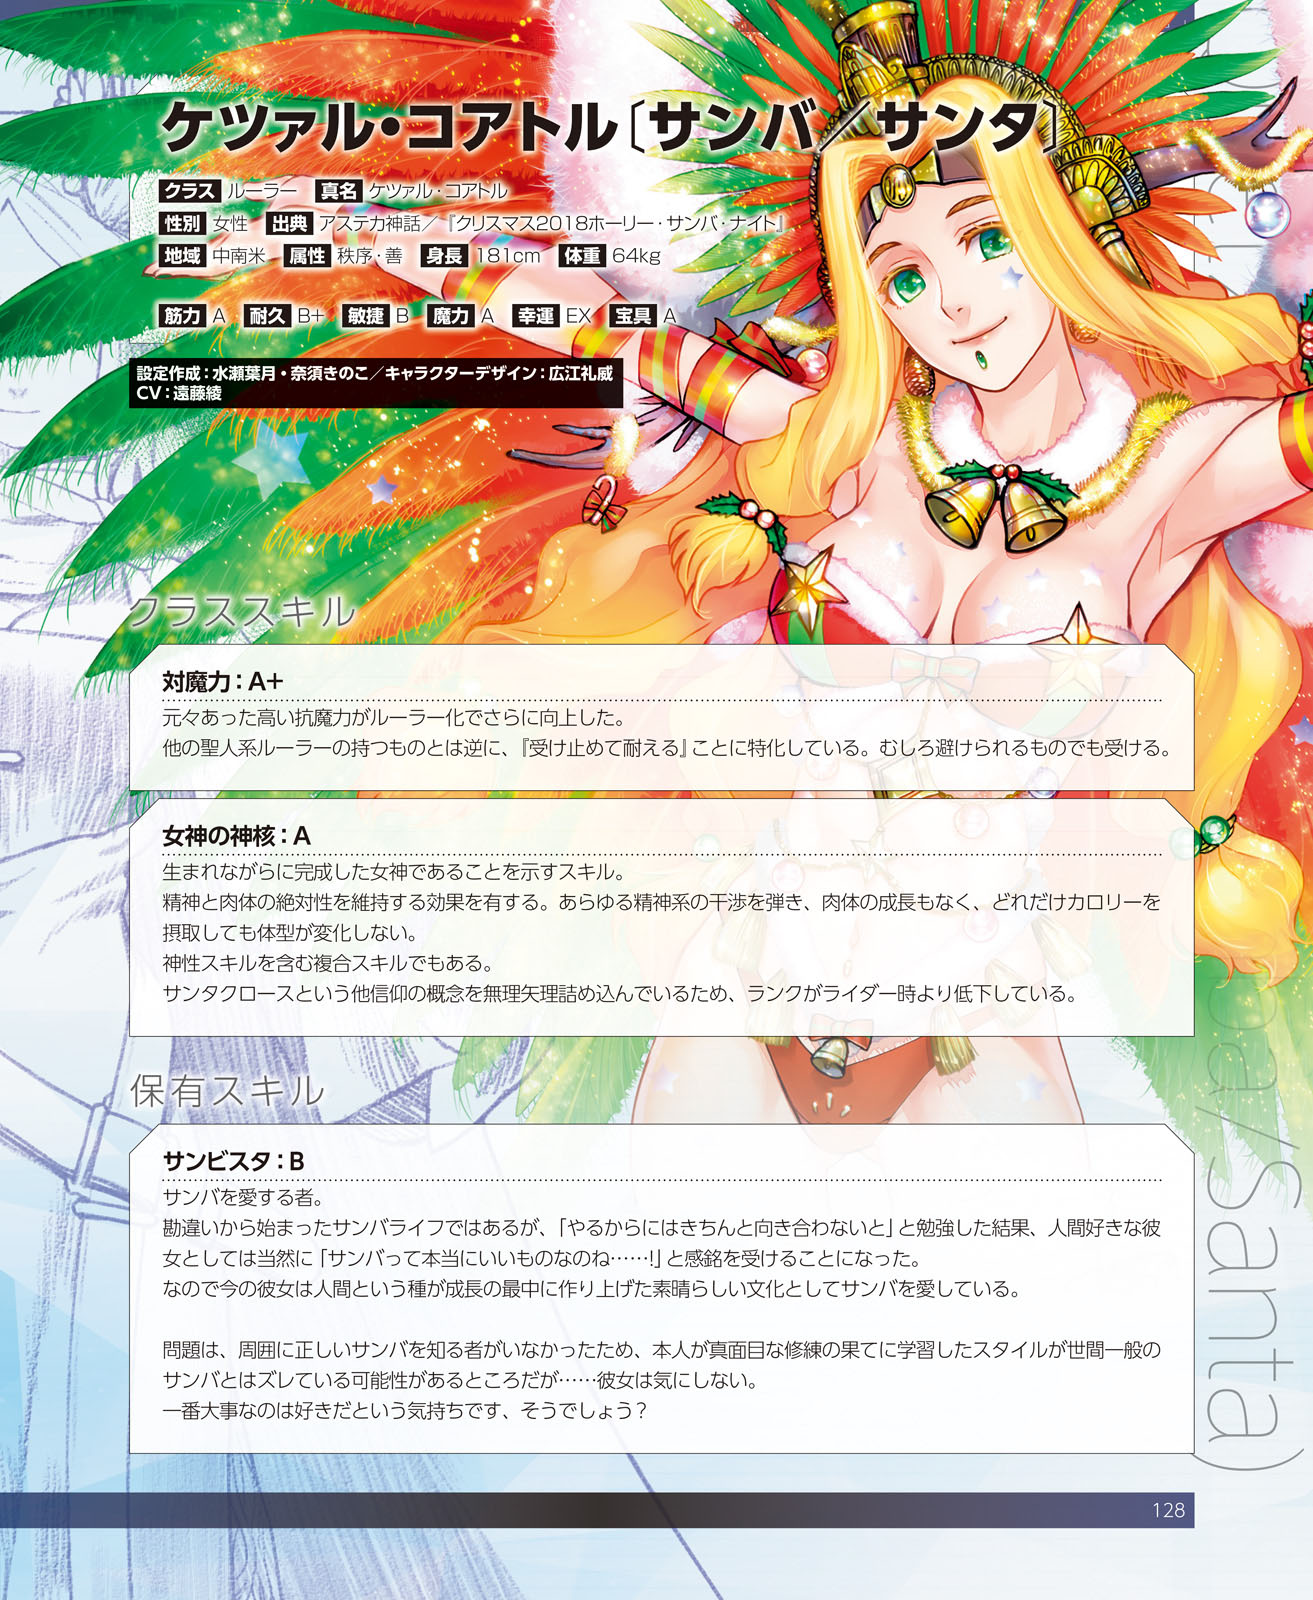 ケツァル・コアトル〔サンバ／サンタ〕
クラス ルーラー 真名 ケツァル・コアトル
性別 女性 出典 アステカ神話／『クリスマス2018ホーリー・サンバ・ナイト』
地域 中南米 属性 秩序・善 身長 181cm 体重 64kg
筋力 A 耐久 B+ 敏捷 B 魔力 A 幸運 EX 宝具 A
設定作成：水瀬葉月・奈須きのこ／キャラクターデザイン：広江礼威
CV：遠藤綾
クラススキル
対魔力：A+
元々あった高い抗魔力がルーラー化でさらに向上した。
他の聖人系ルーラーの持つものとは逆に、『受け止めて耐える』ことに特化している。むしろ避けられるものでも受ける。
女神の神核：A
生まれながらに完成した女神であることを示すスキル。
精神と肉体の絶対性を維持する効果を有する。あらゆる精神系の干渉を弾き、肉体の成長もなく、どれだけカロリーを
摂取しても体型が変化しない。
神性スキルを含む複合スキルでもある。
サンタクロースという他信仰の概念を無理矢理詰め込んでいるため、ランクがライダー時より低下している。
保有スキル
サンビスタ：B
サンバを愛する者。
勘違いから始まったサンバライフではあるが、「やるからにはきちんと向き合わないと」と勉強した結果、人間好きな彼
女としては当然に「サンバって本当にいいものなのね……!」と感銘を受けることになった。
なので今の彼女は人間という種が成長の最中に作り上げた素晴らしい文化としてサンバを愛している。
問題は、周囲に正しいサンバを知る者がいなかったため、本人が真面目な修練の果てに学習したスタイルが世間一般の
サンバとはズレている可能性があるところだが……彼女は気にしない。
一番大事なのは好きだという気持ちです、そうでしょう？
128
/Santa)